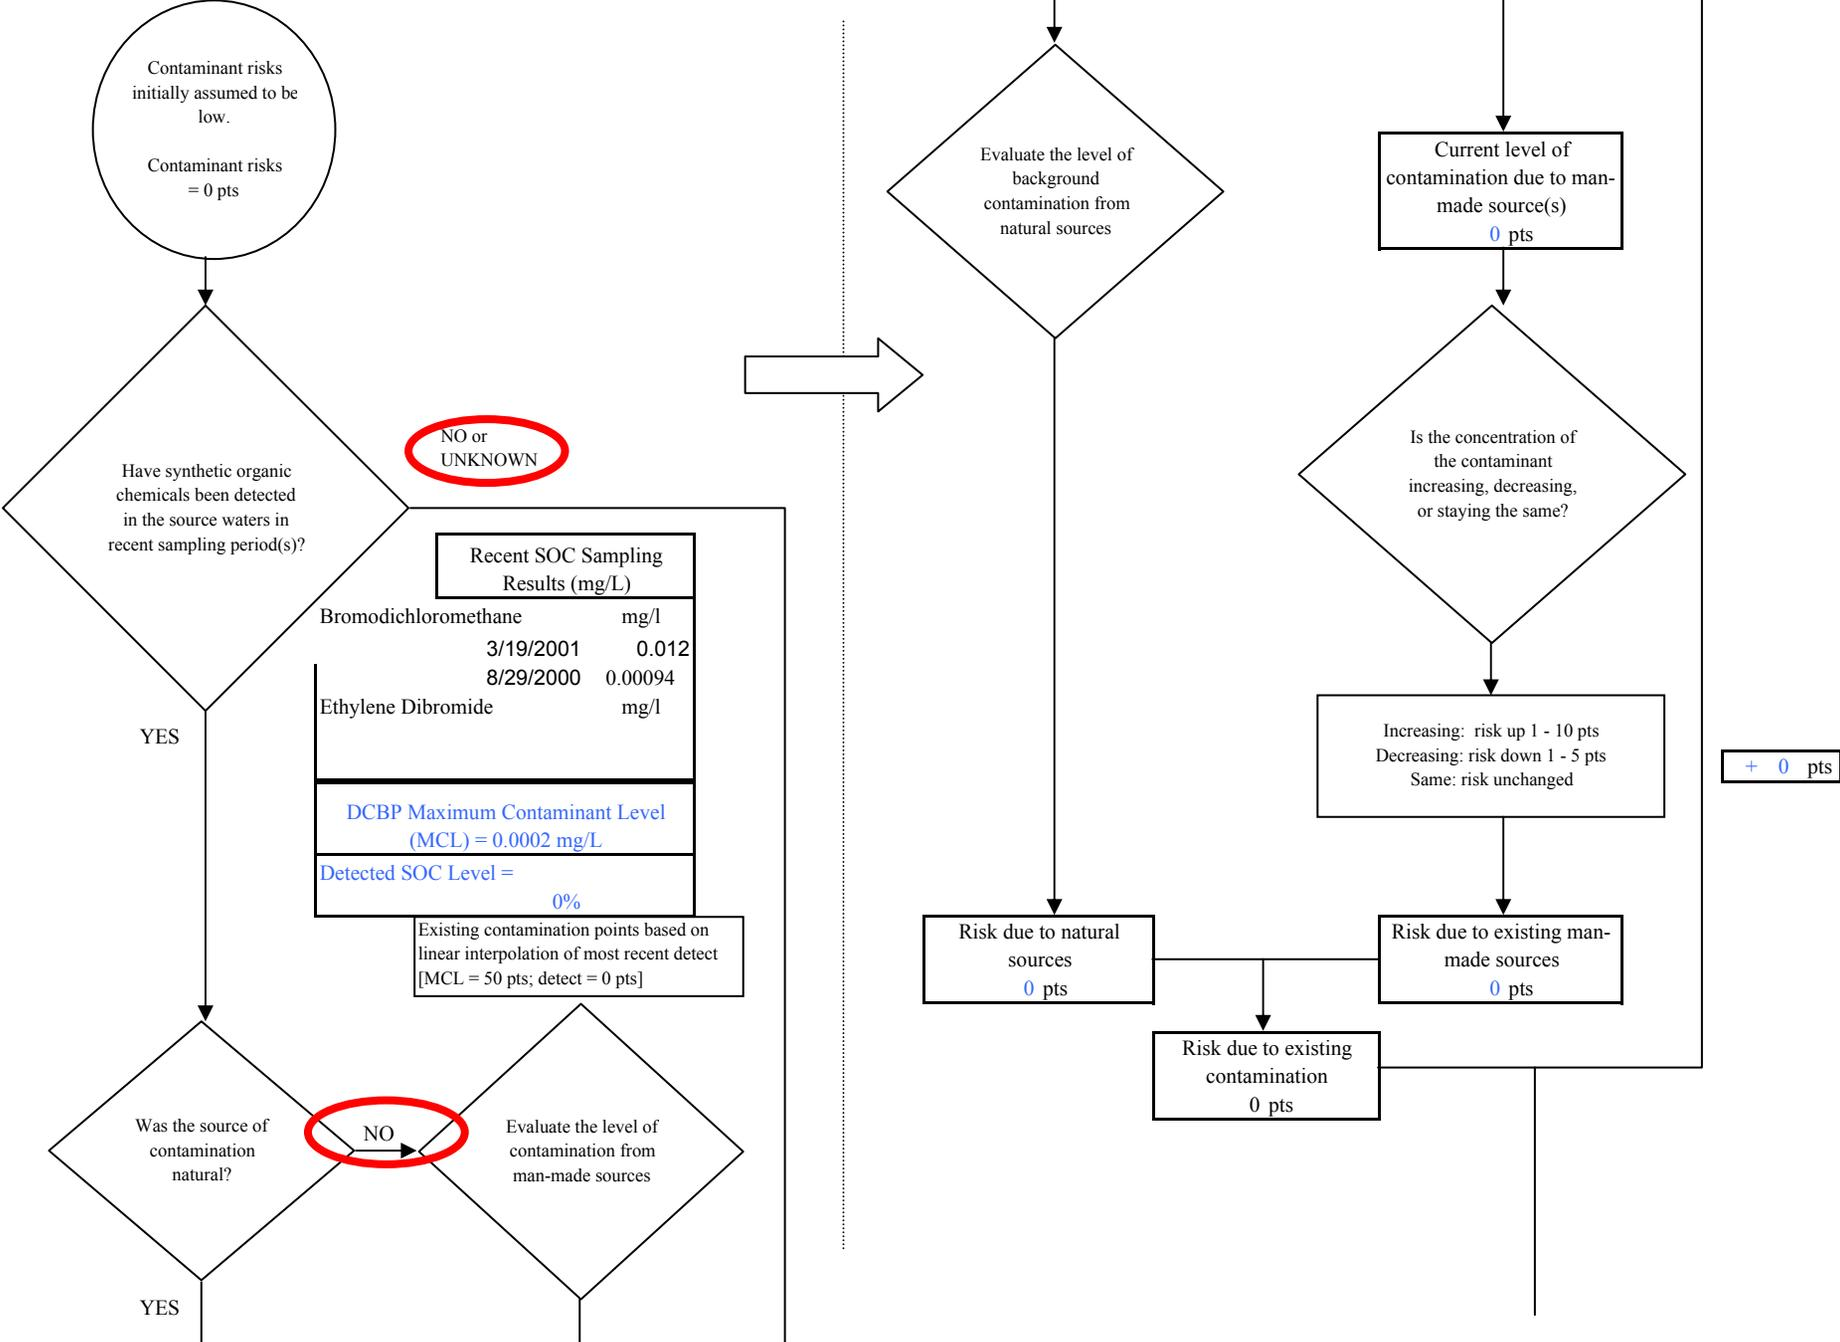 Contaminant risks
initially assumed to be
low.
Contaminant risks
= 0 pts
Have synthetic organic
chemicals been detected
in the source waters in
recent sampling period(s)?
NO or
UNKNOWN
Recent SOC Sampling
Results (mg/L)
Bromodichloromethane mg/l
3/19/2001 0.012
8/29/2000 0.00094
Ethylene Dibromide mg/l
YES
DCBP Maximum Contaminant Level
(MCL) = 0.0002 mg/L
Detected SOC Level =
0%
Existing contamination points based on
linear interpolation of most recent detect
[MCL = 50 pts; detect = 0 pts]
Was the source of
contamination
natural?
NO
Evaluate the level of
contamination from
man-made sources
YES
Evaluate the level of
background
contamination from
natural sources
Current level of
contamination due to man-
made source(s)
0 pts
Is the concentration of
the contaminant
increasing, decreasing,
or staying the same?
Increasing: risk up 1 - 10 pts
Decreasing: risk down 1 - 5 pts
Same: risk unchanged
+ 0 pts
Risk due to natural
sources
0 pts
Risk due to existing man-
made sources
0 pts
Risk due to existing
contamination
0 pts